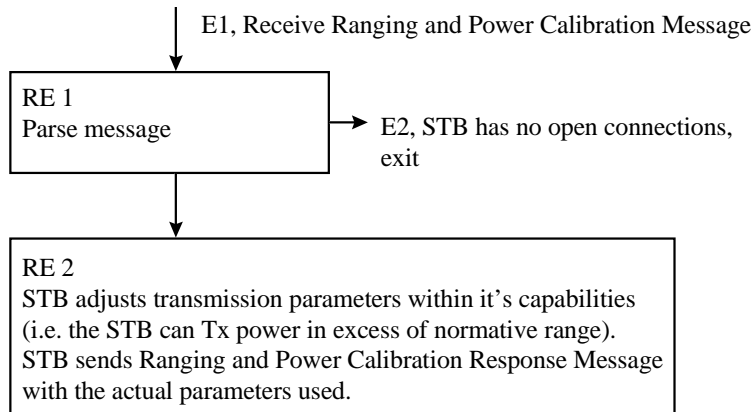 E1, Receive Ranging and Power Calibration Message
RE 1
Parse message
E2, STB has no open connections,
exit
RE 2
STB adjusts transmission parameters within it's capabilities
(i.e. the STB can Tx power in excess of normative range).
STB sends Ranging and Power Calibration Response Message
with the actual parameters used.